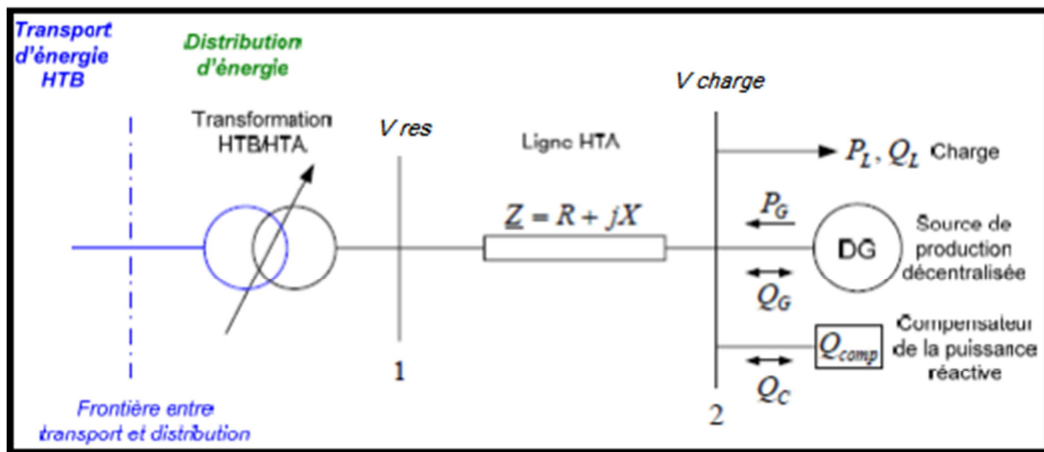 Transport
d'énergie
HTB
Distribution
d'énergie
Transformation
HTB/HTA
V res
Ligne HTA
V charge
Z = R + jX
P_L, Q_L Charge
P_G
DG
Source de
production
décentralisée
Q_G
Q_comp
Compensateur
de la puissance
réactive
Q_C
1
2
Frontière entre
transport et distribution